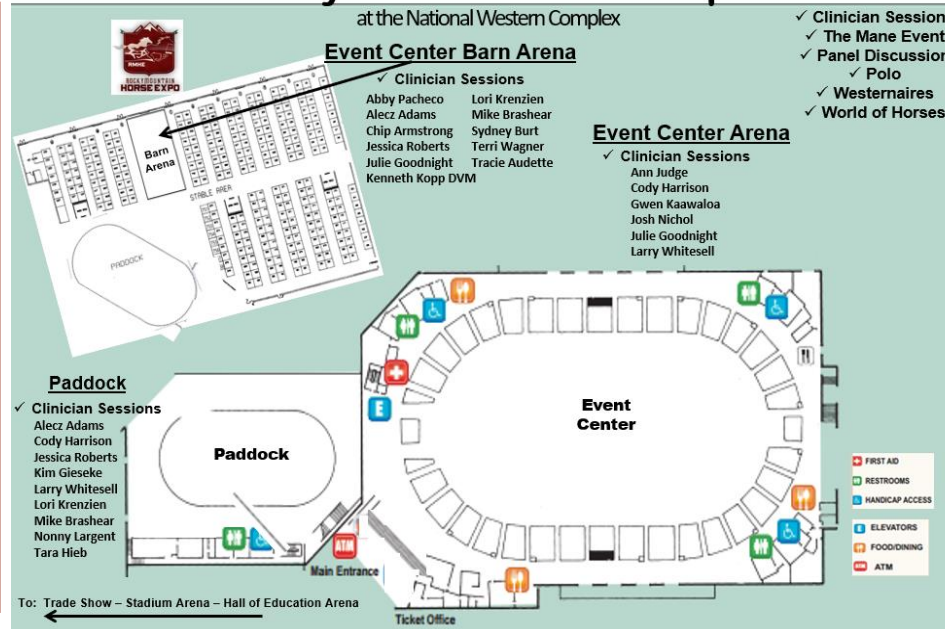 at the National Western Complex
✓ Clinician Session
✓ The Mane Event
✓ Panel Discussion
✓ Polo
✓ Westernaires
✓ World of Horses
RMHE
ROCKY MOUNTAIN
HORSE EXPO
Event Center Barn Arena
✓ Clinician Sessions
Abby Pacheco
Alecz Adams
Chip Armstrong
Jessica Roberts
Julie Goodnight
Kenneth Kopp DVM
Lori Krenzien
Mike Brashear
Sydney Burt
Terri Wagner
Tracie Audette
Event Center Arena
✓ Clinician Sessions
Ann Judge
Cody Harrison
Gwen Kaawaloa
Josh Nichol
Julie Goodnight
Larry Whitesell
Barn
Arena
STABLE AREA
PADDOCK
Paddock
✓ Clinician Sessions
Alecz Adams
Cody Harrison
Jessica Roberts
Kim Gieseke
Larry Whitesell
Lori Krenzien
Mike Brashear
Nonny Largent
Tara Hieb
Paddock
E
Event
Center
FIRST AID
RESTROOMS
HANDICAP ACCESS
E ELEVATORS
FOOD/DINING
ATM ATM
ATM
Main Entrance
Ticket Office
To: Trade Show – Stadium Arena – Hall of Education Arena